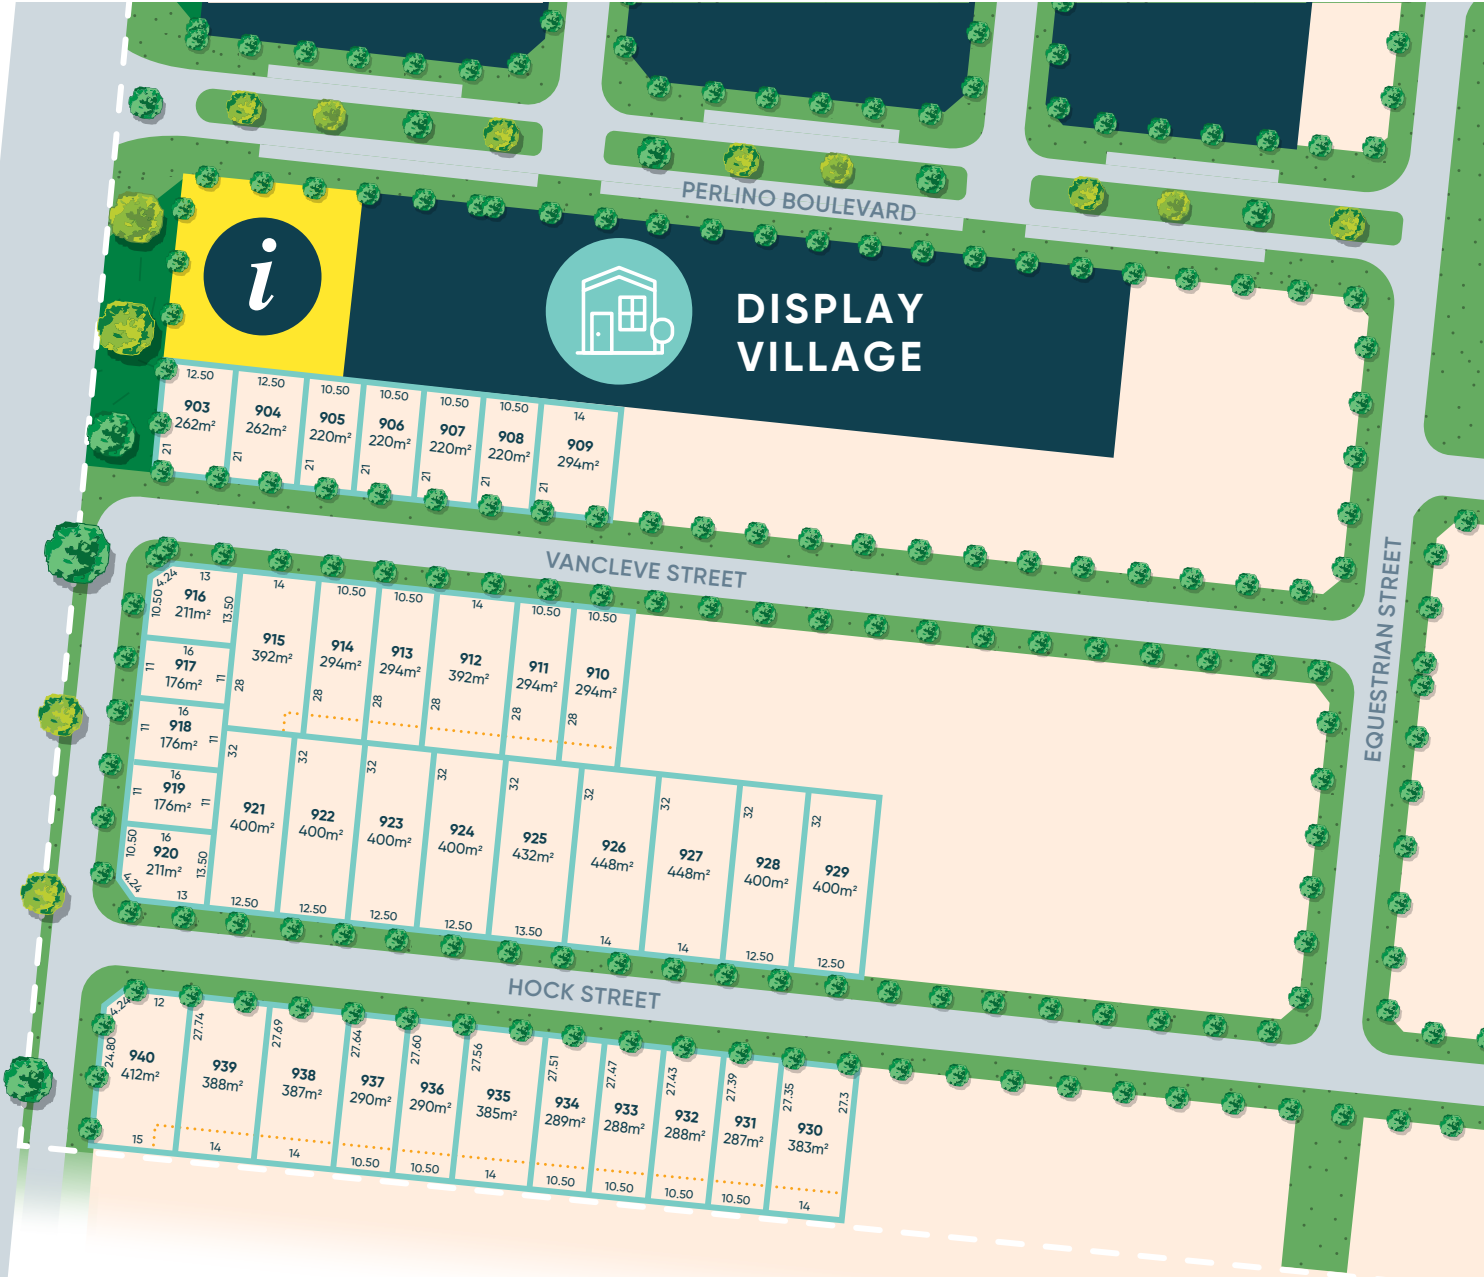 PERLINO BOULEVARD
i
DISPLAY
VILLAGE
12.50
903
262m²
21
12.50
904
262m²
21
10.50
905
220m²
21
10.50
906
220m²
21
10.50
907
220m²
21
10.50
908
220m²
21
14
909
294m²
21
VANCLEVE STREET
EQUESTRIAN STREET
4.24
13
916
211m²
10.50
13.50
14
915
392m²
28
10.50
914
294m²
28
10.50
913
294m²
28
14
912
392m²
28
10.50
911
294m²
28
10.50
910
294m²
28
16
917
176m²
11
11
16
918
176m²
11
11
16
919
176m²
11
11
16
920
211m²
10.50
13.50
4.24
13
32
921
400m²
12.50
32
922
400m²
12.50
32
923
400m²
12.50
32
924
400m²
12.50
32
925
432m²
13.50
32
926
448m²
14
32
927
448m²
14
32
928
400m²
12.50
32
929
400m²
12.50
HOCK STREET
4.24
12
24.80
940
412m²
15
27.74
939
388m²
14
27.69
938
387m²
14
27.64
937
290m²
10.50
27.60
936
290m²
10.50
27.56
935
385m²
14
27.51
934
289m²
10.50
27.47
933
288m²
10.50
27.43
932
288m²
10.50
27.39
931
287m²
10.50
27.35
27.3
930
383m²
14